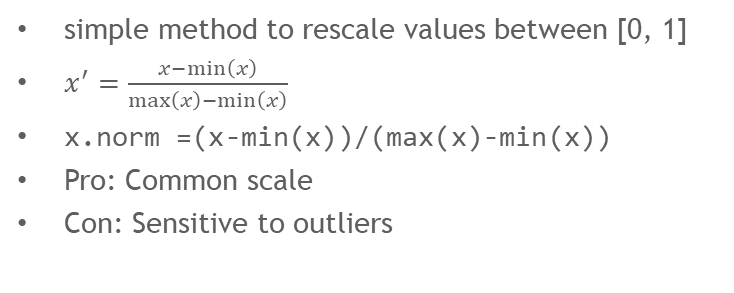 • simple method to rescale values between [0, 1]
• x′ = (x−min(x))/(max(x)−min(x))
• x.norm =(x-min(x))/(max(x)-min(x))
• Pro: Common scale
• Con: Sensitive to outliers